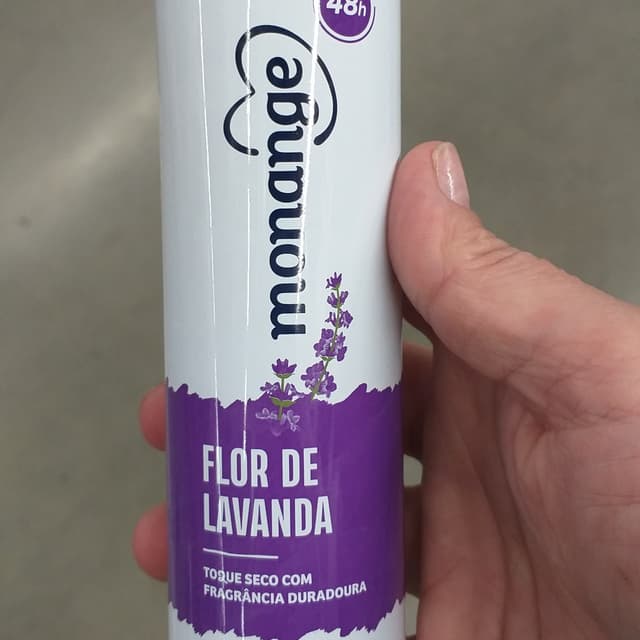 48h
monange
FLOR DE
LAVANDA
TOQUE SECO COM
FRAGRÂNCIA DURADOURA